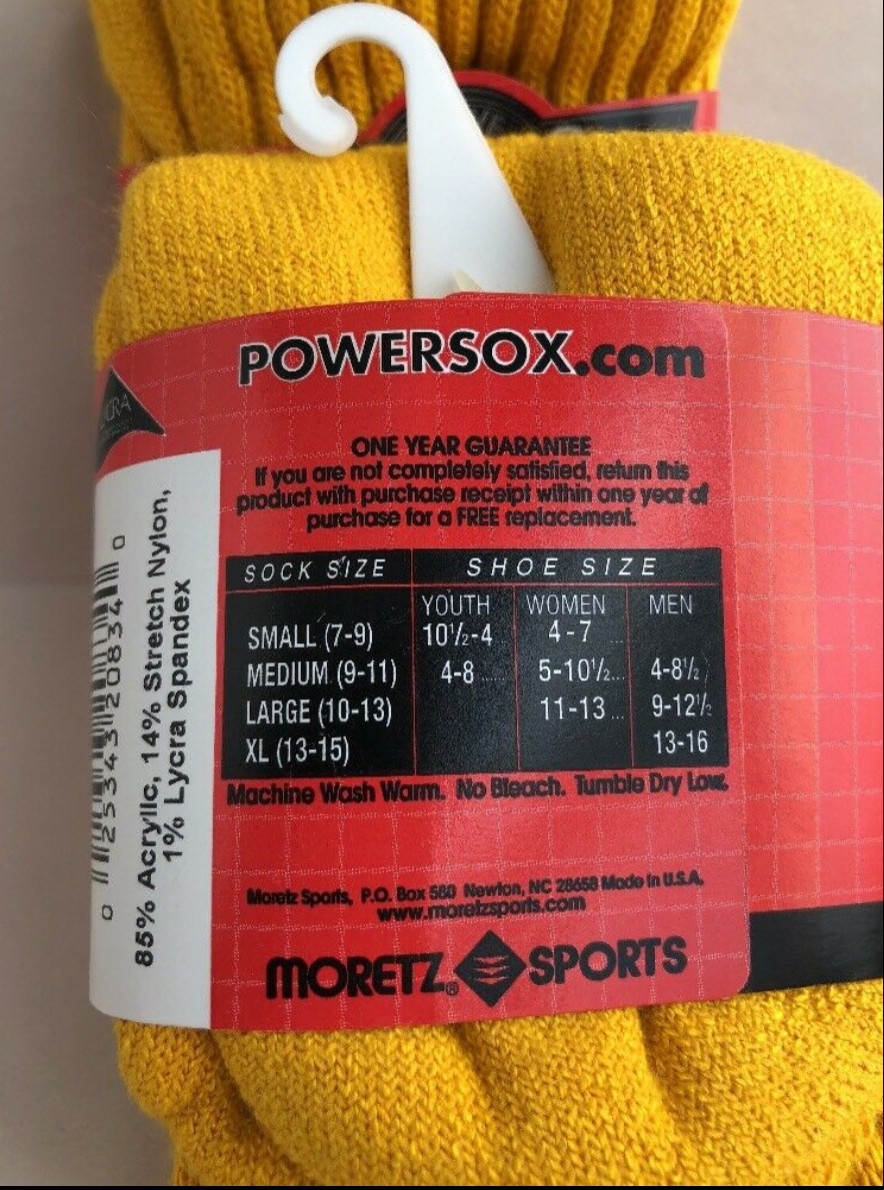 POWERSOX.com
ONE YEAR GUARANTEE
If you are not completely satisfied, return this
product with purchase receipt within one year of
purchase for a FREE replacement.
SOCK SIZE SHOE SIZE
YOUTH WOMEN MEN
SMALL (7-9) 10½-4 4-7
MEDIUM (9-11) 4-8 5-10½ 4-8½
LARGE (10-13) 11-13 9-12½
XL (13-15) 13-16
Machine Wash Warm. No Bleach. Tumble Dry Low.
Moretz Sports, P.O. Box 580 Newton, NC 28658 Made in U.S.A.
www.moretzsports.com
MORETZ® SPORTS
85% Acrylic, 14% Stretch Nylon,
1% Lycra Spandex
0 25343 20834 0